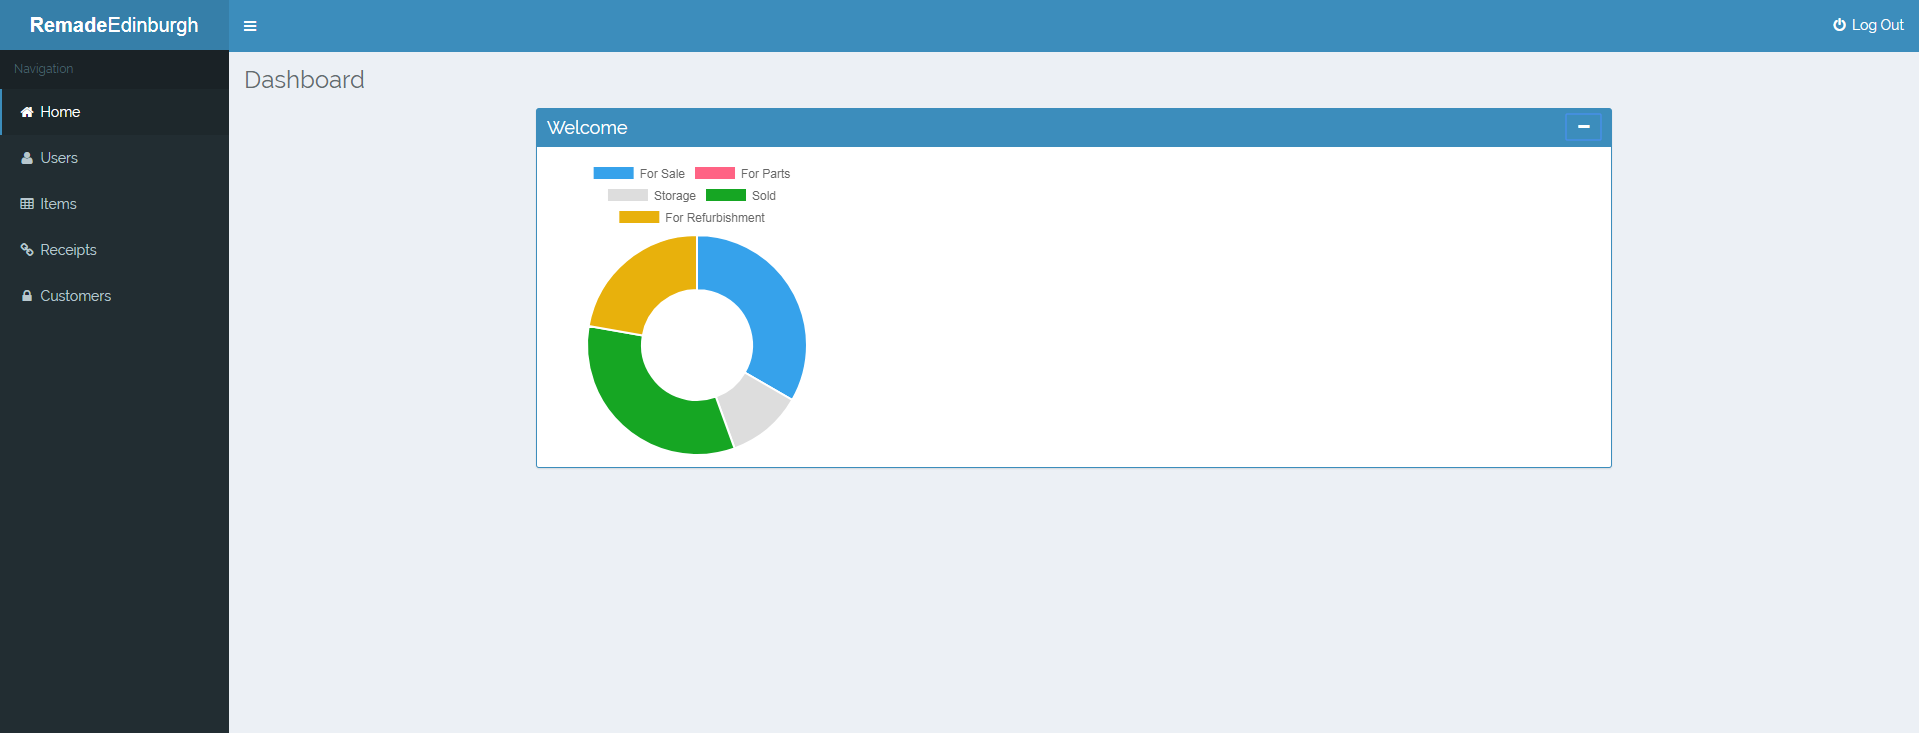 RemadeEdinburgh
Log Out
Navigation
Home
Users
Items
Receipts
Customers
Dashboard
Welcome
For Sale For Parts
Storage Sold
For Refurbishment